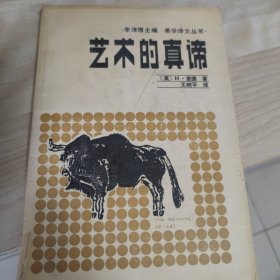 ·李泽厚主编 美学译文丛书·
艺术的真谛
〔英〕H·里德 著
王柯平 译
THE MEANING
OF ART